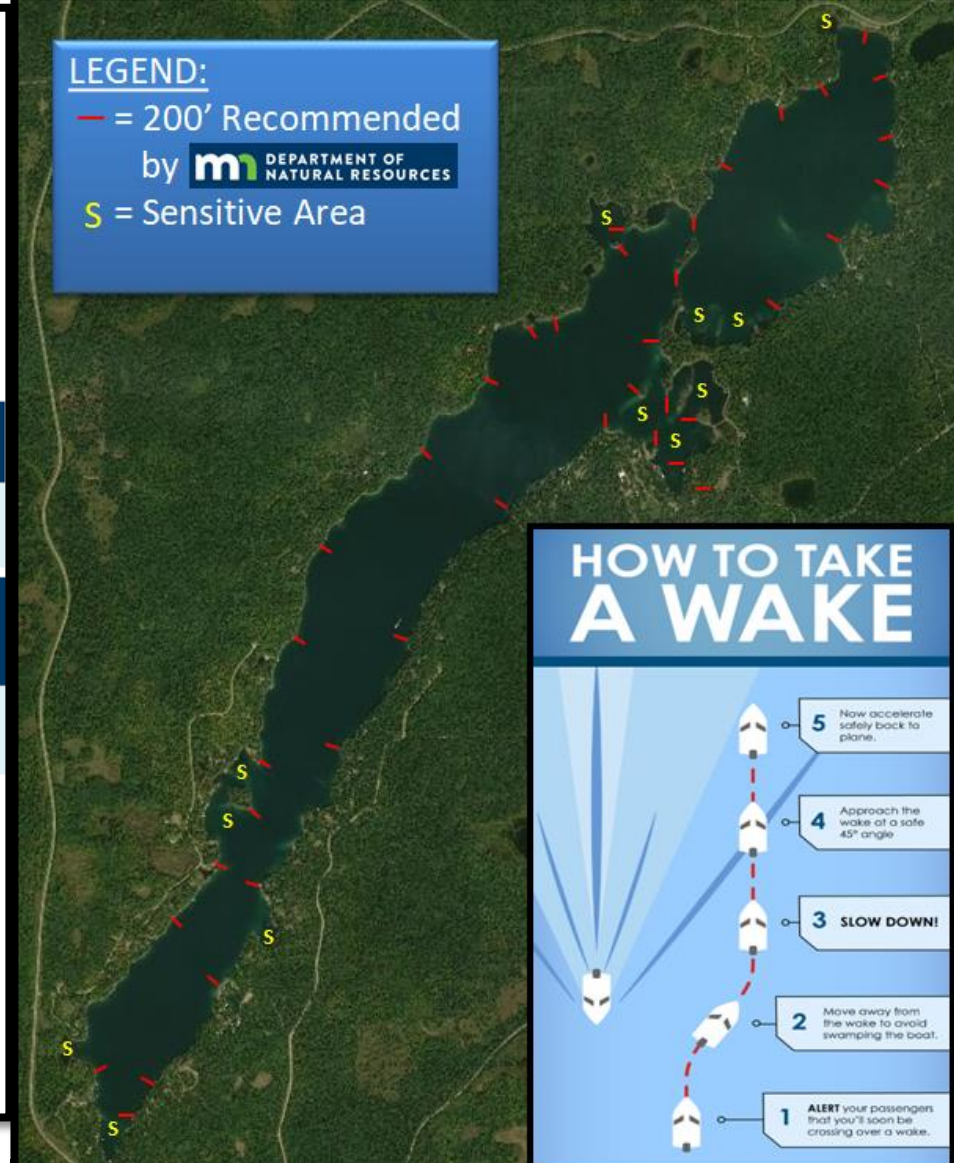 LEGEND:
= 200' Recommended
by mn DEPARTMENT OF
NATURAL RESOURCES
S = Sensitive Area
S
S
S
S
S
S
S
S
S
S
S
S
HOW TO TAKE
A WAKE
5 Now accelerate
safely back to
plane.
4 Approach the
wake at a safe
45° angle
3 SLOW DOWN!
2 Move away from
the wake to avoid
swamping the boat.
1 ALERT your passengers
that you'll soon be
crossing over a wake.